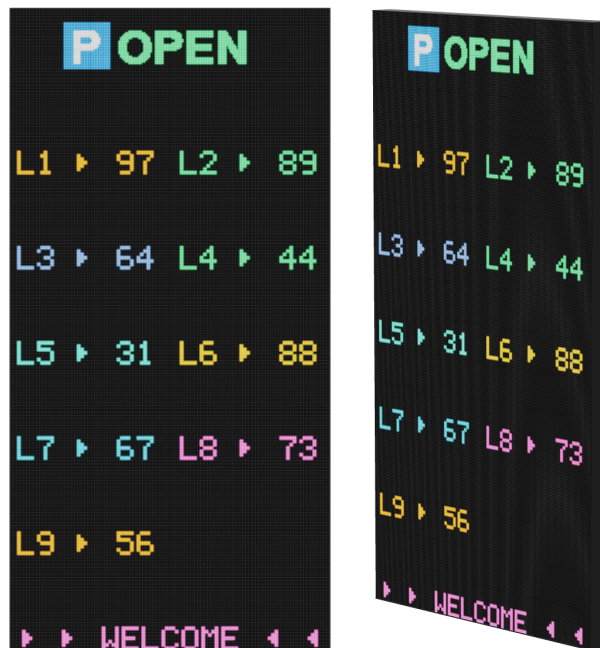 P OPEN
L1 ▶ 97 L2 ▶ 89
L3 ▶ 64 L4 ▶ 44
L5 ▶ 31 L6 ▶ 88
L7 ▶ 67 L8 ▶ 73
L9 ▶ 56
▶ ▶ WELCOME ◀ ◀
P OPEN
L1 ▶ 97 L2 ▶ 89
L3 ▶ 64 L4 ▶ 44
L5 ▶ 31 L6 ▶ 88
L7 ▶ 67 L8 ▶ 73
L9 ▶ 56
▶ ▶ WELCOME ◀ ◀